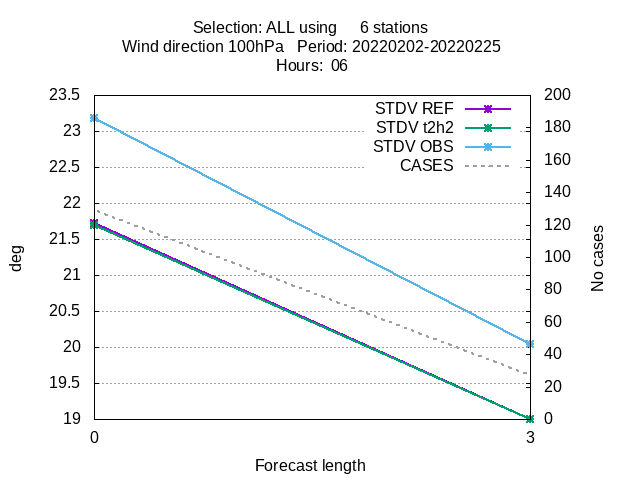 Selection: ALL using     6 stations
Wind direction 100hPa   Period: 20220202-20220225
Hours:  06
23.5
23
22.5
22
21.5
21
20.5
20
19.5
19
200
180
160
140
120
100
80
60
40
20
0
STDV REF
STDV t2h2
STDV OBS
CASES
deg
No cases
0
3
Forecast length